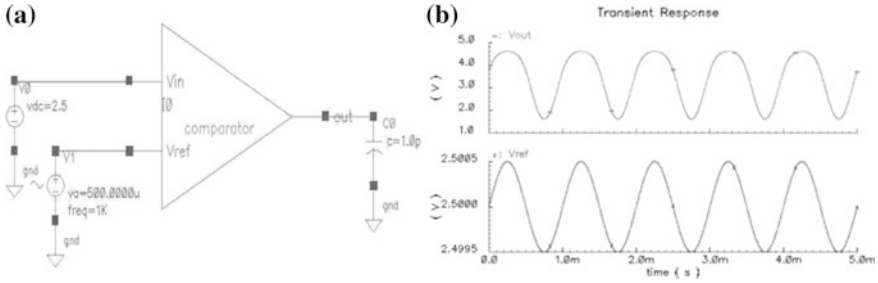 (a)
V0
vdc=2.5
gnd
V1
va=500.0000u
freq=1K
gnd
Vin
I0
comparator
Vref
out
C0
c=1.0p
gnd
(b)
Transient Response
–: Vout
5.0
4.0
3.0
2.0
1.0
(V)
Vref
2.5005
2.5000
2.4995
(V)
0.0
1.0m
2.0m
3.0m
4.0m
5.0m
time ( s )